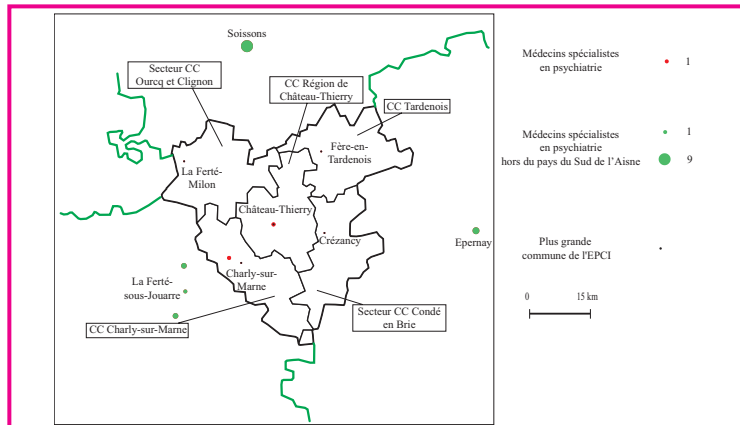 Soissons
Secteur CC
Ourcq et Clignon
CC Région de
Château-Thierry
CC Tardenois
La Ferté-
Milon
Fère-en-
Tardenois
Château-Thierry
Crézancy
Epernay
Charly-sur-
Marne
La Ferté-
sous-Jouarre
CC Charly-sur-Marne
Secteur CC Condé
en Brie
Médecins spécialistes
en psychiatrie
1
Médecins spécialistes
en psychiatrie
hors du pays du Sud de l'Aisne
1
9
Plus grande
commune de l'EPCI
0 15 km